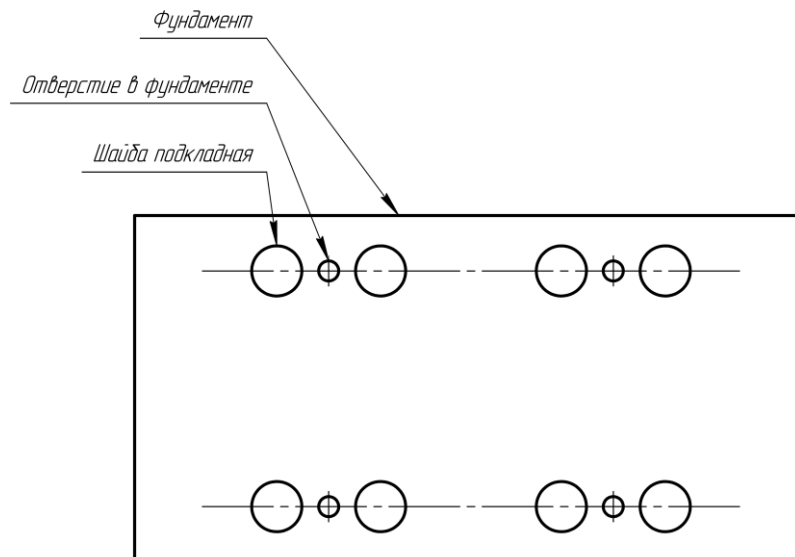 Фундамент
Отверстие в фундаменте
Шайба подкладная